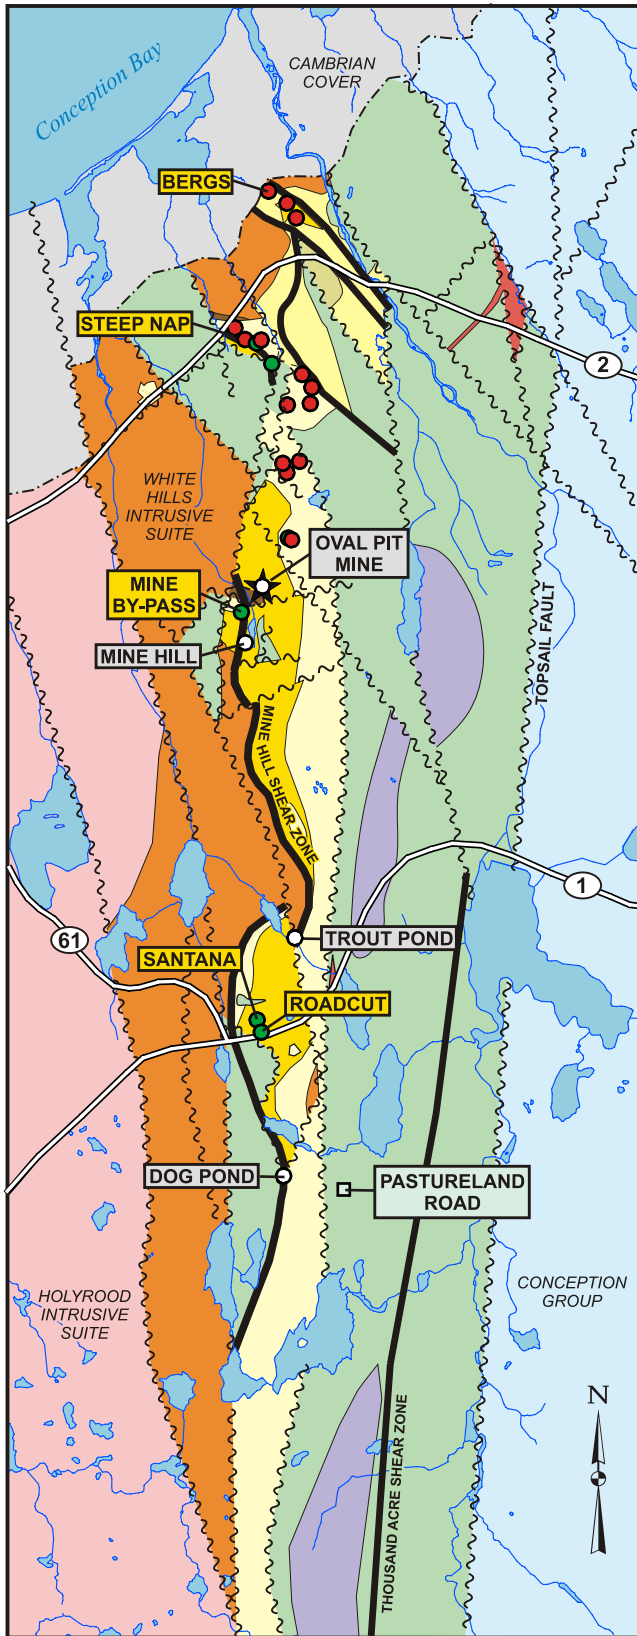 Conception Bay
CAMBRIAN
COVER
BERGS
STEEP NAP
2
WHITE
HILLS
INTRUSIVE
SUITE
OVAL PIT
MINE
MINE
BY-PASS
TOPSAIL FAULT
MINE HILL
MINE HILL SHEAR ZONE
1
61
TROUT POND
SANTANA
ROADCUT
DOG POND
PASTURELAND
ROAD
HOLYROOD
INTRUSIVE
SUITE
CONCEPTION
GROUP
N
THOUSAND ACRE SHEAR ZONE